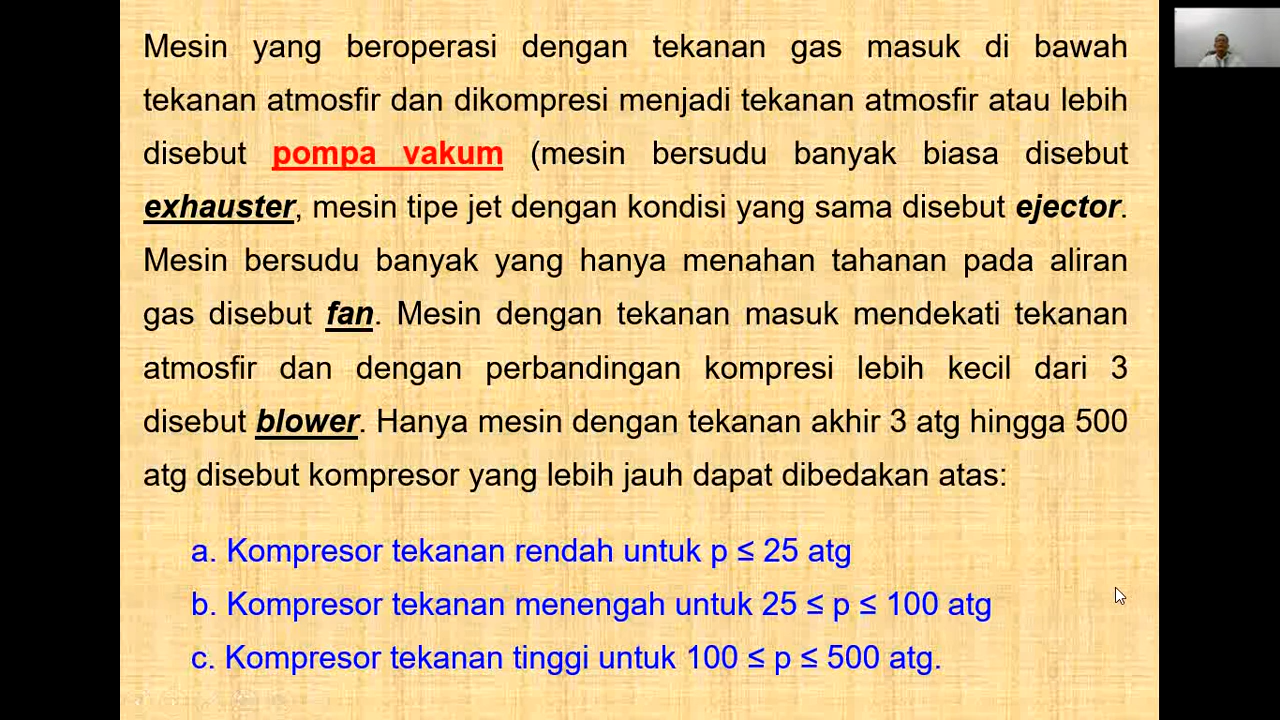 Mesin yang beroperasi dengan tekanan gas masuk di bawah
tekanan atmosfir dan dikompresi menjadi tekanan atmosfir atau lebih
disebut pompa vakum (mesin bersudu banyak biasa disebut
exhauster, mesin tipe jet dengan kondisi yang sama disebut ejector.
Mesin bersudu banyak yang hanya menahan tahanan pada aliran
gas disebut fan. Mesin dengan tekanan masuk mendekati tekanan
atmosfir dan dengan perbandingan kompresi lebih kecil dari 3
disebut blower. Hanya mesin dengan tekanan akhir 3 atg hingga 500
atg disebut kompresor yang lebih jauh dapat dibedakan atas:
a. Kompresor tekanan rendah untuk p ≤ 25 atg
b. Kompresor tekanan menengah untuk 25 ≤ p ≤ 100 atg
c. Kompresor tekanan tinggi untuk 100 ≤ p ≤ 500 atg.